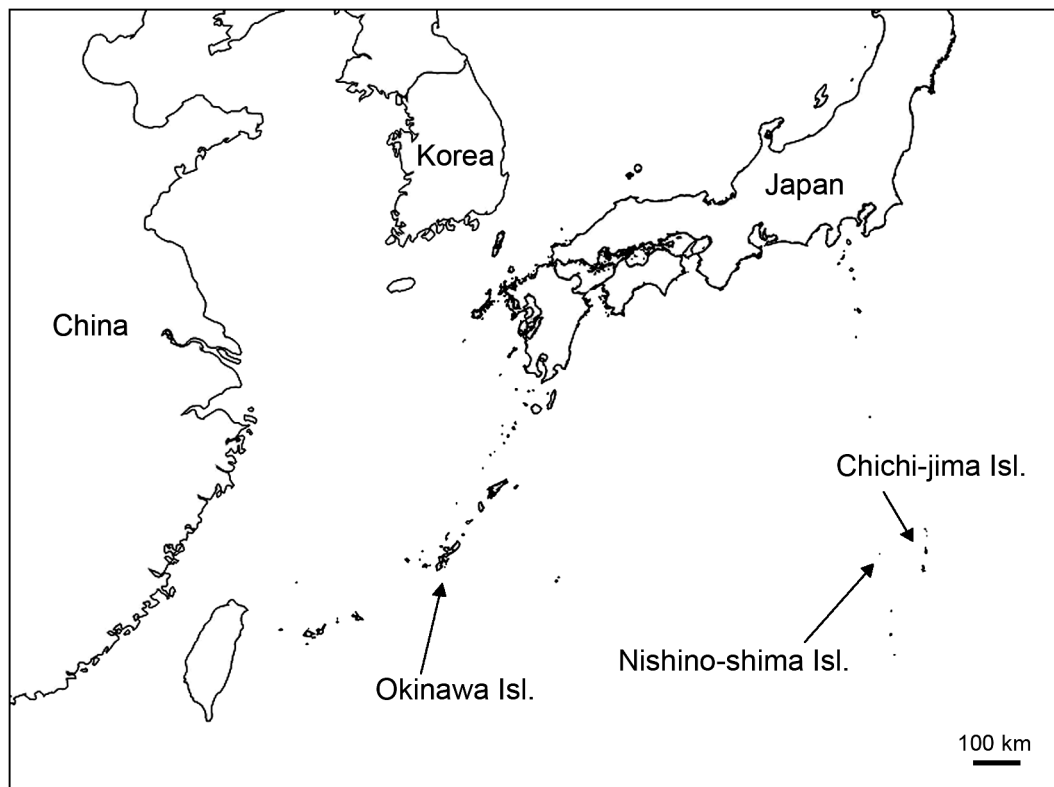 Korea
Japan
China
Chichi-jima Isl.
Nishino-shima Isl.
Okinawa Isl.
100 km